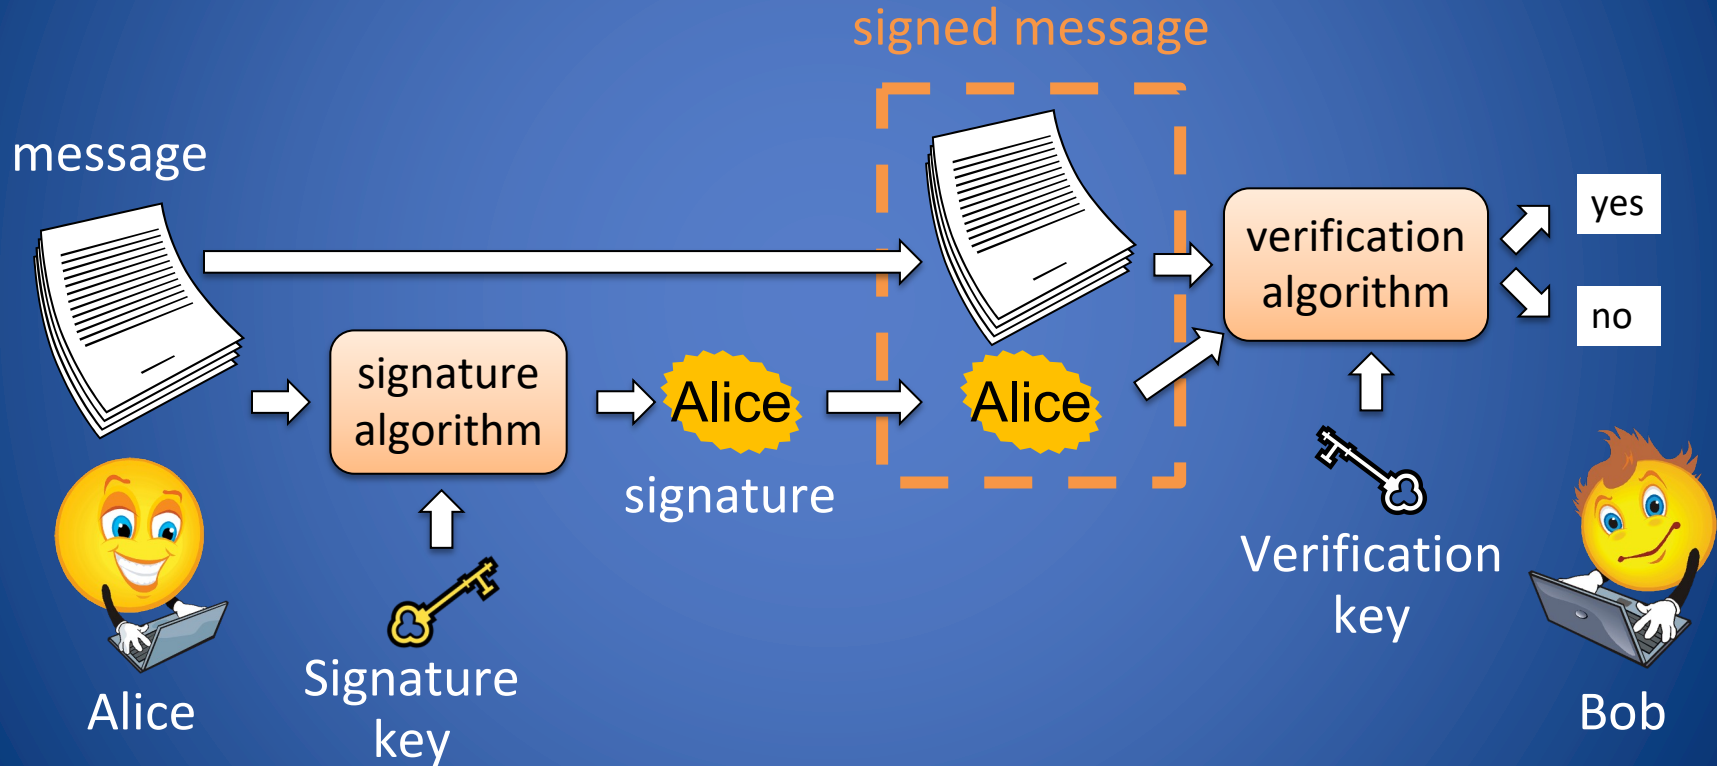 signed message
message
yes
verification
algorithm
no
signature
algorithm
Alice
Alice
signature
Verification
key
Signature
key
Alice
Bob